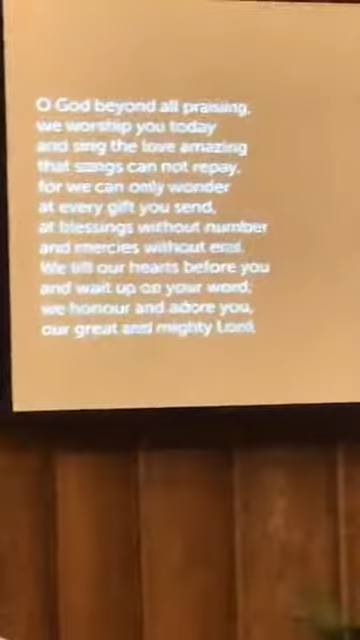 O God beyond all praising,
we worship you today
and sing the love amazing
that songs can not repay,
for we can only wonder
at every gift you send,
at blessings without number
and mercies without end.
We lift our hearts before you
and wait up on your word,
we honour and adore you,
our great and mighty Lord.